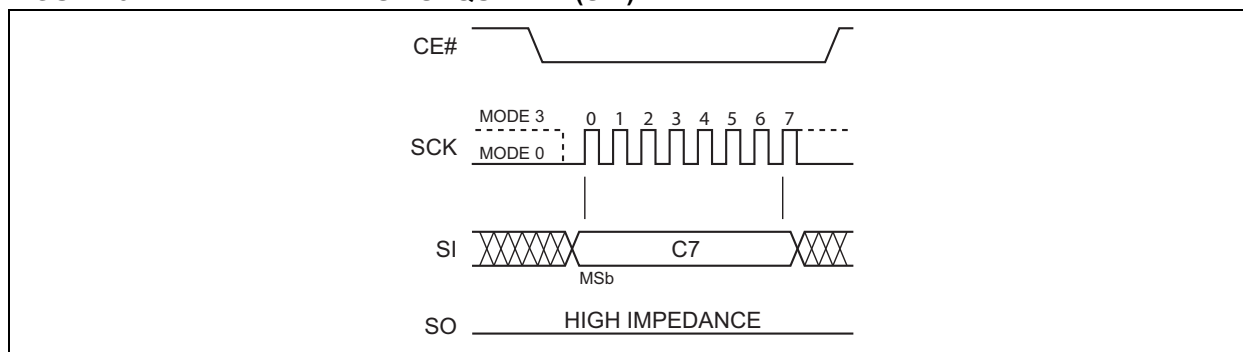 CE#
MODE 3
0 1 2 3 4 5 6 7
SCK
MODE 0
SI
C7
MSb
SO
HIGH IMPEDANCE